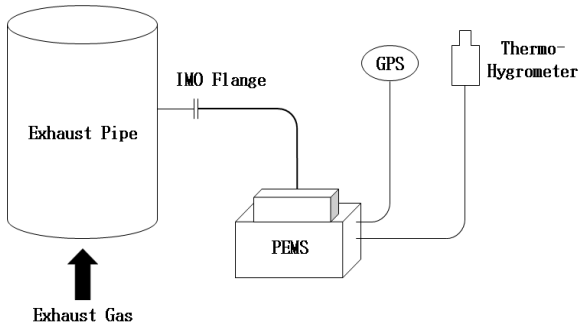 Thermo-
Hygrometer
GPS
IMO Flange
Exhaust Pipe
PEMS
Exhaust Gas